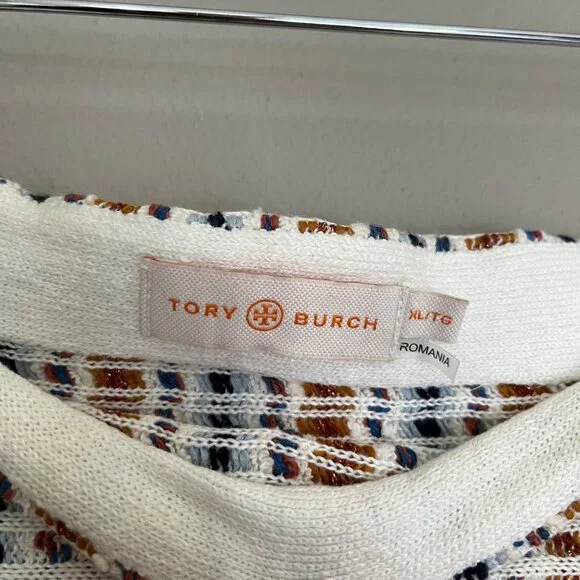 TORY BURCH
XL/TG
ROMANIA